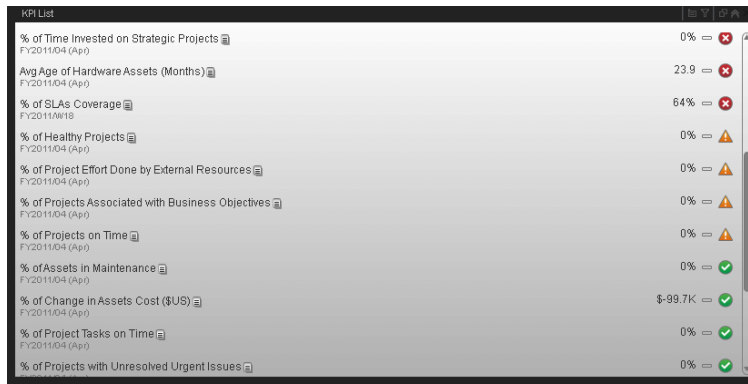 KPI List
% of Time Invested on Strategic Projects 0%
FY2011/04 (Apr)
Avg Age of Hardware Assets (Months) 23.9
FY2011/04 (Apr)
% of SLAs Coverage 64%
FY2011/W18
% of Healthy Projects 0%
FY2011/04 (Apr)
% of Project Effort Done by External Resources 0%
FY2011/04 (Apr)
% of Projects Associated with Business Objectives 0%
FY2011/04 (Apr)
% of Projects on Time 0%
FY2011/04 (Apr)
% of Assets in Maintenance 0%
FY2011/04 (Apr)
% of Change in Assets Cost ($US) $-99.7K
FY2011/04 (Apr)
% of Project Tasks on Time 0%
FY2011/04 (Apr)
% of Projects with Unresolved Urgent Issues 0%
FY2011/04 (Apr)